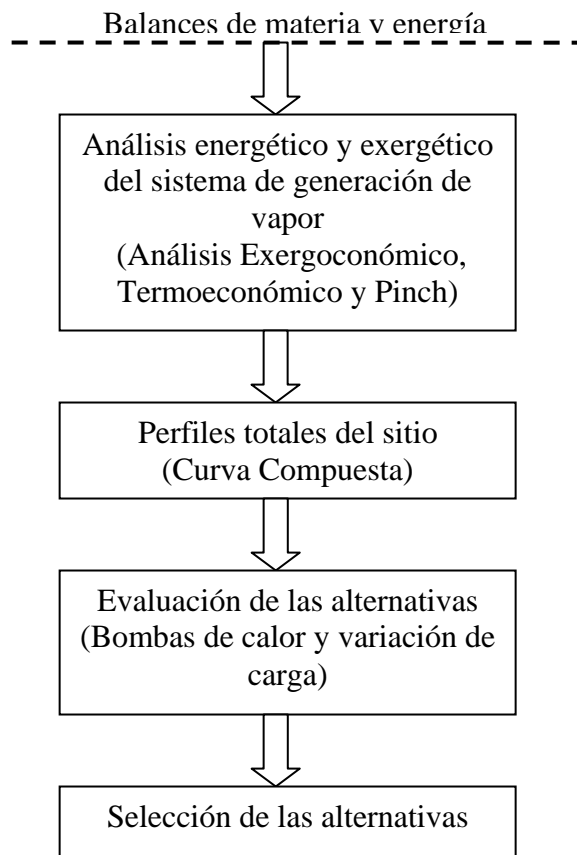 Balances de materia y energía
Análisis energético y exergético
del sistema de generación de
vapor
(Análisis Exergoconómico,
Termoeconómico y Pinch)
Perfiles totales del sitio
(Curva Compuesta)
Evaluación de las alternativas
(Bombas de calor y variación de
carga)
Selección de las alternativas